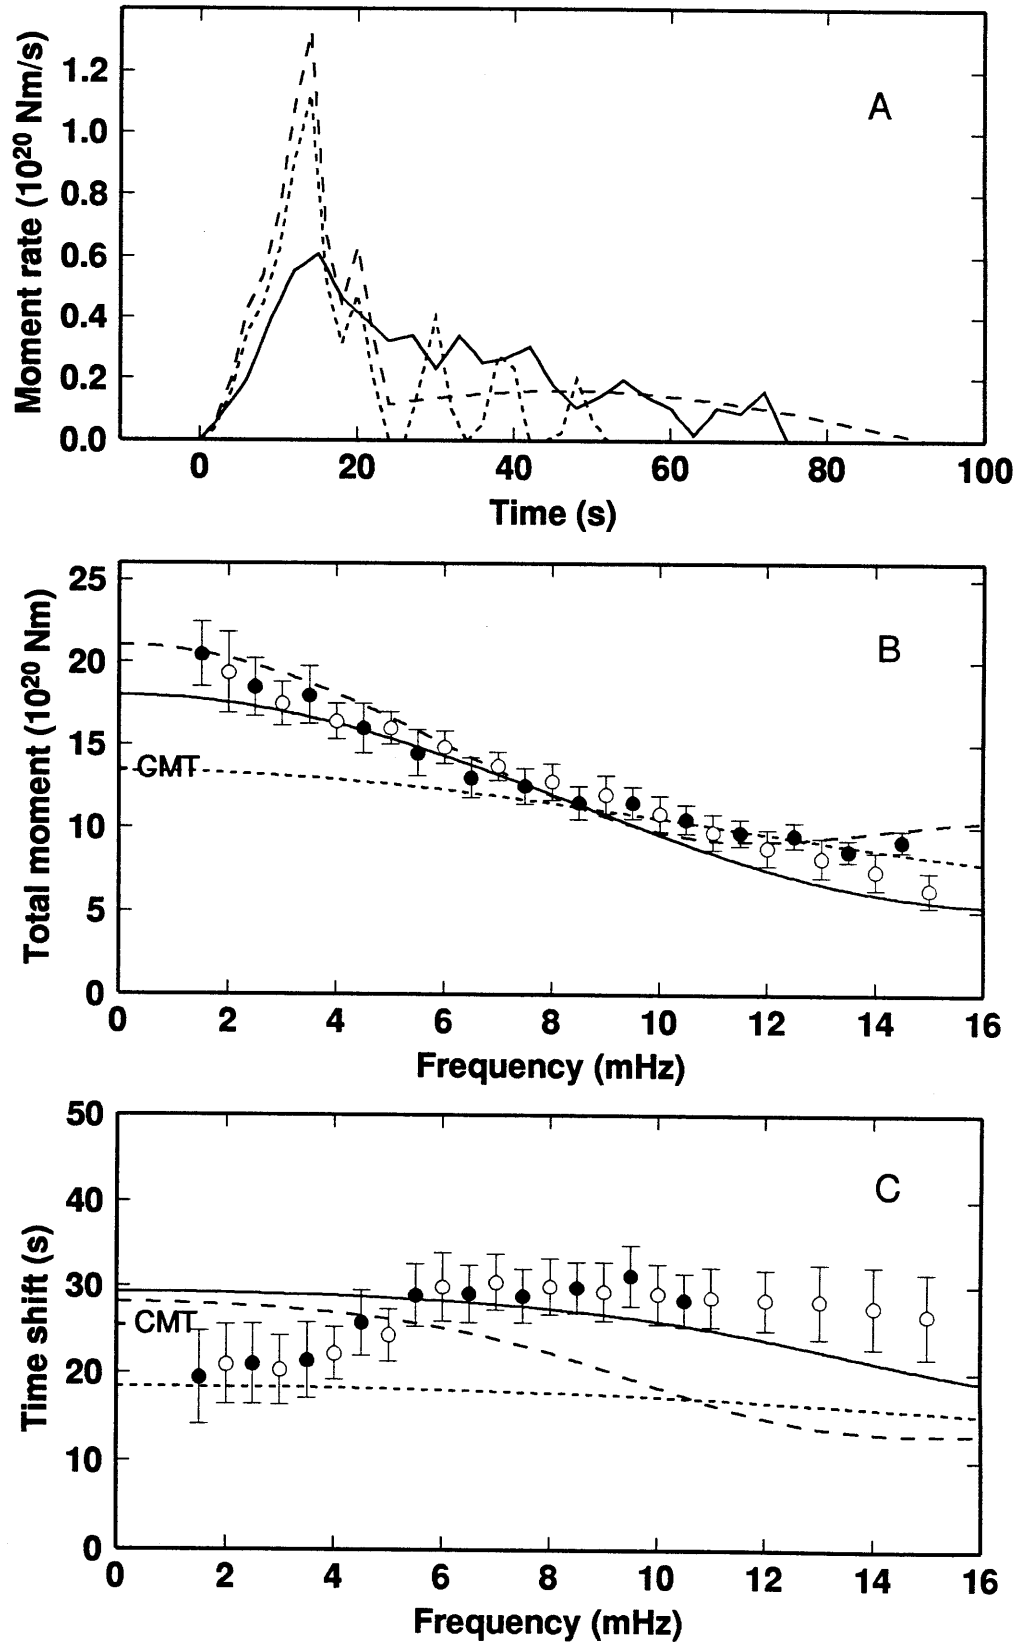 A
Moment rate (10²⁰ Nm/s)
1.2
1.0
0.8
0.6
0.4
0.2
0.0
0 20 40 60 80 100
Time (s)
B
Total moment (10²⁰ Nm)
25
20
15
10
5
0
CMT
0 2 4 6 8 10 12 14 16
Frequency (mHz)
C
Time shift (s)
50
40
30
20
10
0
CMT
0 2 4 6 8 10 12 14 16
Frequency (mHz)